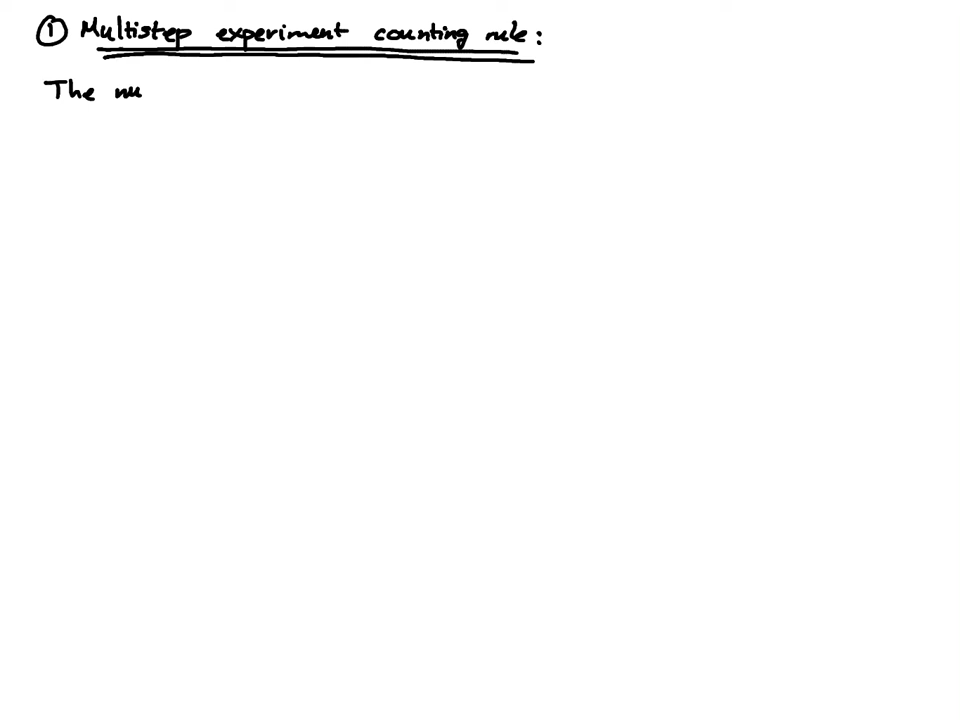 ① Multistep experiment counting rule:
The nu